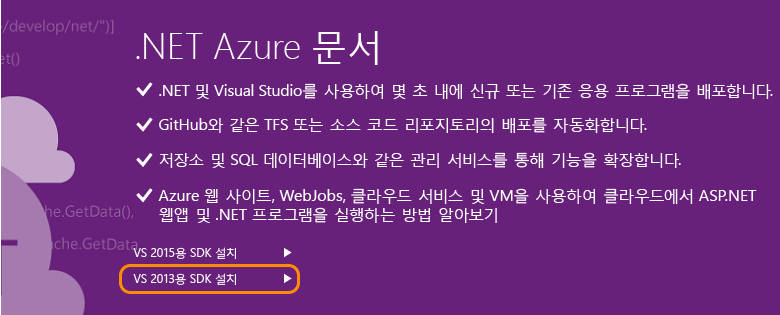 /develop/net/")]
et()
.NET Azure 문서
.NET 및 Visual Studio를 사용하여 몇 초 내에 신규 또는 기존 응용 프로그램을 배포합니다.
GitHub와 같은 TFS 또는 소스 코드 리포지토리의 배포를 자동화합니다.
저장소 및 SQL 데이터베이스와 같은 관리 서비스를 통해 기능을 확장합니다.
Azure 웹 사이트, WebJobs, 클라우드 서비스 및 VM을 사용하여 클라우드에서 ASP.NET
웹앱 및 .NET 프로그램을 실행하는 방법 알아보기
che.GetData(),
ache.GetData
VS 2015용 SDK 설치
VS 2013용 SDK 설치